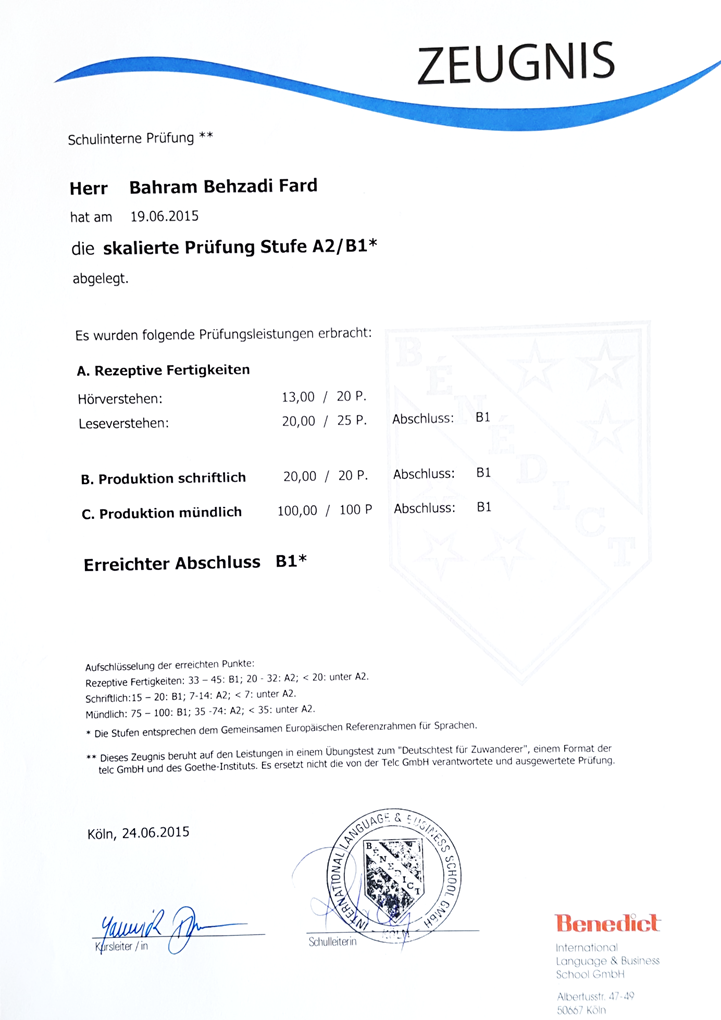 ZEUGNIS
Schulinterne Prüfung **
Herr Bahram Behzadi Fard
hat am 19.06.2015
die skalierte Prüfung Stufe A2/B1*
abgelegt.
Es wurden folgende Prüfungsleistungen erbracht:
A. Rezeptive Fertigkeiten
Hörverstehen: 13,00 / 20 P.
Leseverstehen: 20,00 / 25 P. Abschluss: B1
B. Produktion schriftlich 20,00 / 20 P. Abschluss: B1
C. Produktion mündlich 100,00 / 100 P Abschluss: B1
BÉNÉDICT
Erreichter Abschluss B1*
Aufschlüsselung der erreichten Punkte:
Rezeptive Fertigkeiten: 33 – 45: B1; 20 - 32: A2; < 20: unter A2.
Schriftlich:15 – 20: B1; 7-14: A2; < 7: unter A2.
Mündlich: 75 – 100: B1; 35 -74: A2; < 35: unter A2.
* Die Stufen entsprechen dem Gemeinsamen Europäischen Referenzrahmen für Sprachen.
** Dieses Zeugnis beruht auf den Leistungen in einem Übungstest zum "Deutschtest für Zuwanderer", einem Format der
telc GmbH und des Goethe-Instituts. Es ersetzt nicht die von der Telc GmbH verantwortete und ausgewertete Prüfung.
Köln, 24.06.2015
INTERNATIONAL LANGUAGE & BUSINESS SCHOOL GMBH
BÉNÉDICT
- KÖLN -
Yannick
Kursleiter / in
Schulleiterin
Benedict
International
Language & Business
School GmbH
Albertusstr. 47-49
50667 Köln